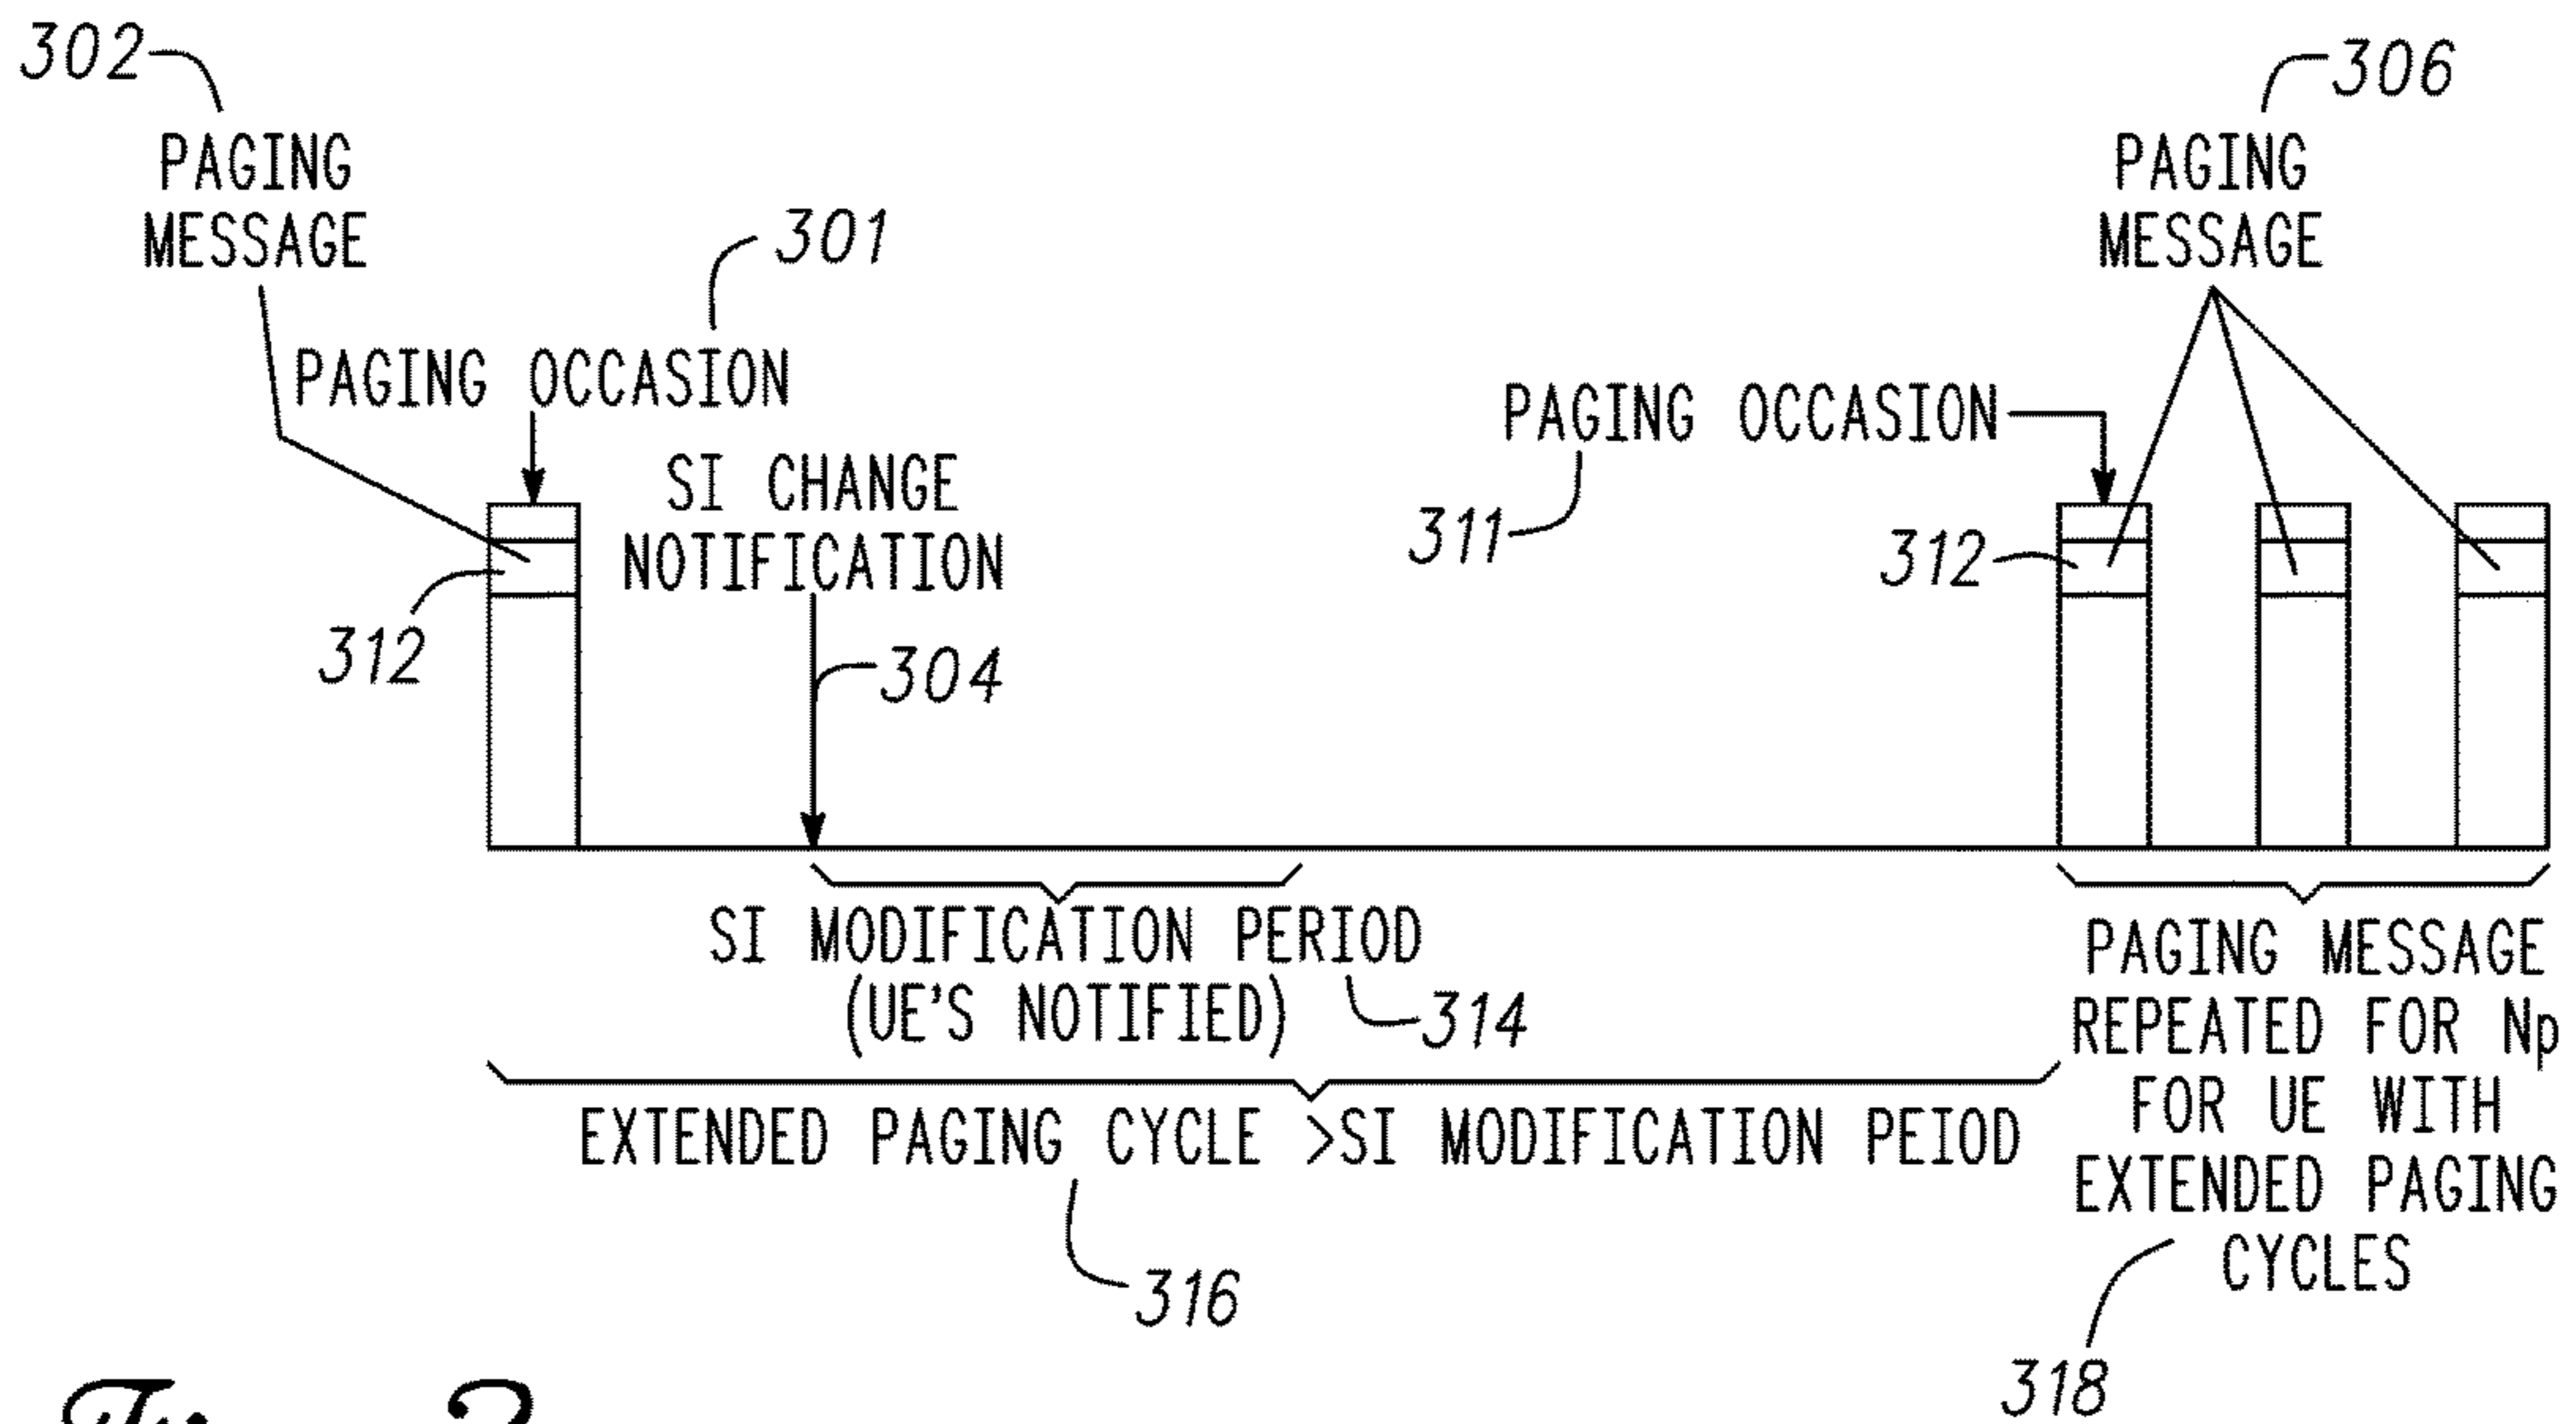 302
306
PAGING
MESSAGE
PAGING
MESSAGE
301
PAGING OCCASION
PAGING OCCASION
311
SI CHANGE
NOTIFICATION
312
312
304
SI MODIFICATION PERIOD
(UE'S NOTIFIED)
314
EXTENDED PAGING CYCLE >SI MODIFICATION PEIOD
316
PAGING MESSAGE
REPEATED FOR Np
FOR UE WITH
EXTENDED PAGING
CYCLES
318